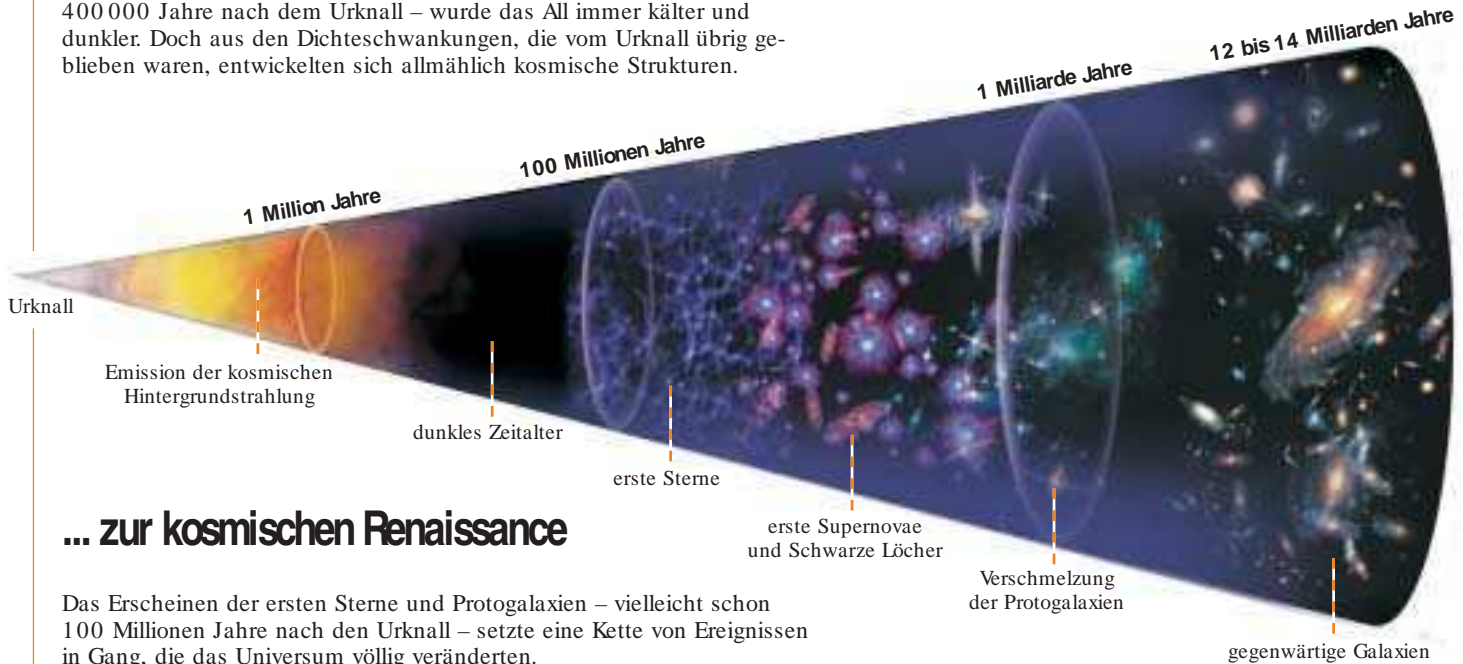 400 000 Jahre nach dem Urknall – wurde das All immer kälter und
dunkler. Doch aus den Dichteschwankungen, die vom Urknall übrig ge-
blieben waren, entwickelten sich allmählich kosmische Strukturen.
12 bis 14 Milliarden Jahre
1 Milliarde Jahre
100 Millionen Jahre
1 Million Jahre
Urknall
Emission der kosmischen
Hintergrundstrahlung
dunkles Zeitalter
erste Sterne
erste Supernovae
und Schwarze Löcher
Verschmelzung
der Protogalaxien
gegenwärtige Galaxien
... zur kosmischen Renaissance
Das Erscheinen der ersten Sterne und Protogalaxien – vielleicht schon
100 Millionen Jahre nach den Urknall – setzte eine Kette von Ereignissen
in Gang, die das Universum völlig veränderten.